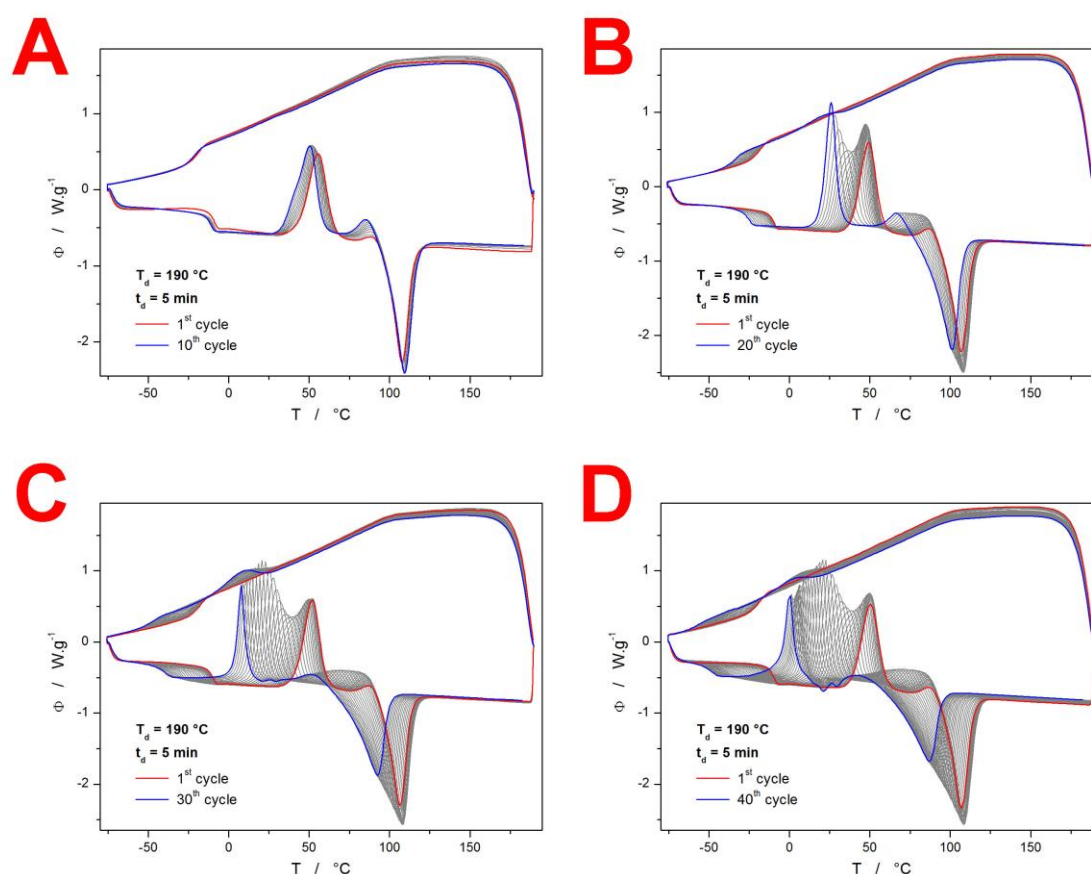 A
1
0
-1
-2
Φ / W.g⁻¹
T_d = 190 °C
t_d = 5 min
1ˢᵗ cycle
10ᵗʰ cycle
-50 0 50 100 150
T / °C
B
1
0
-1
-2
Φ / W.g⁻¹
T_d = 190 °C
t_d = 5 min
1ˢᵗ cycle
20ᵗʰ cycle
-50 0 50 100 150
T / °C
C
1
0
-1
-2
Φ / W.g⁻¹
T_d = 190 °C
t_d = 5 min
1ˢᵗ cycle
30ᵗʰ cycle
-50 0 50 100 150
T / °C
D
1
0
-1
-2
Φ / W.g⁻¹
T_d = 190 °C
t_d = 5 min
1ˢᵗ cycle
40ᵗʰ cycle
-50 0 50 100 150
T / °C